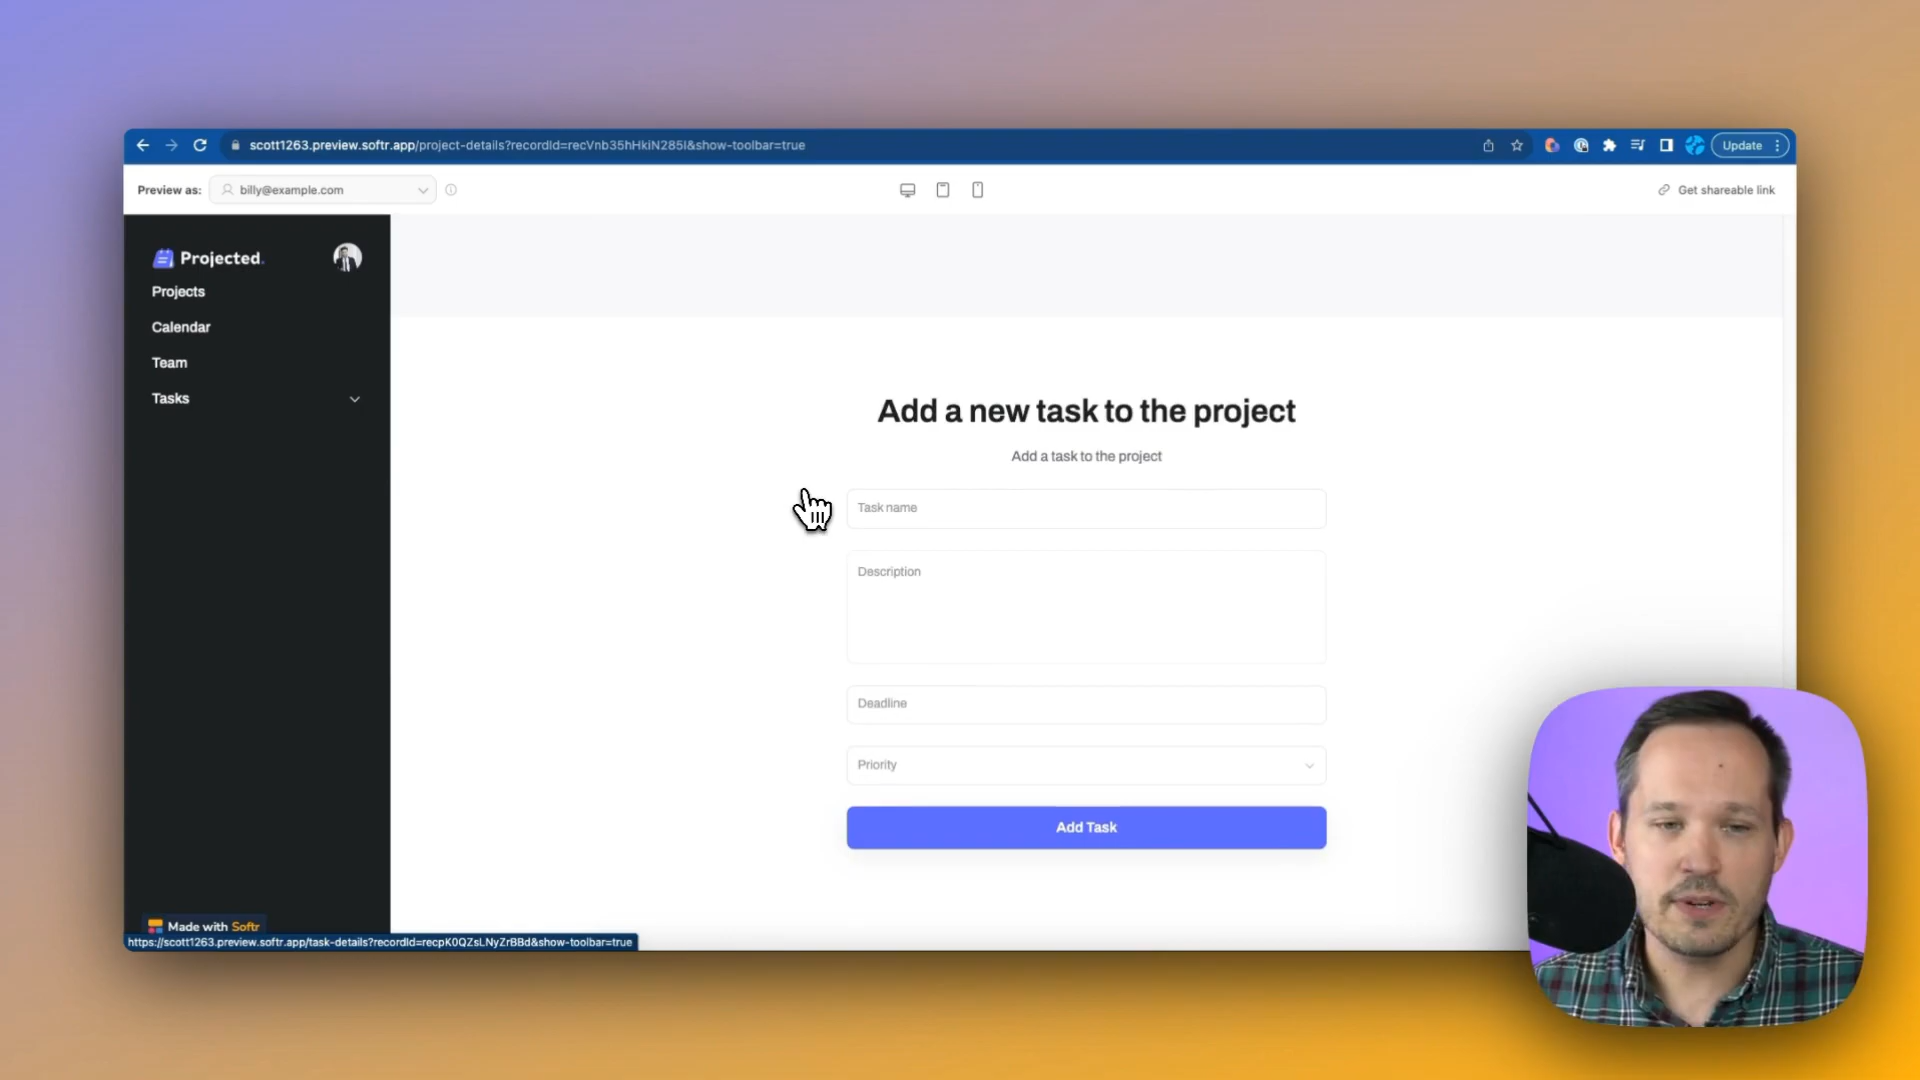 scott1263.preview.softr.app/project-details?recordId=recVnb35hHkiN285I&show-toolbar=true
Update
Preview as:
billy@example.com
Get shareable link
Projected.
Projects
Calendar
Team
Tasks
Add a new task to the project
Add a task to the project
Task name
Description
Deadline
Priority
Add Task
Made with Softr
https://scott1263.preview.softr.app/task-details?recordId=recpK0QZsLNyZrBBd&show-toolbar=true